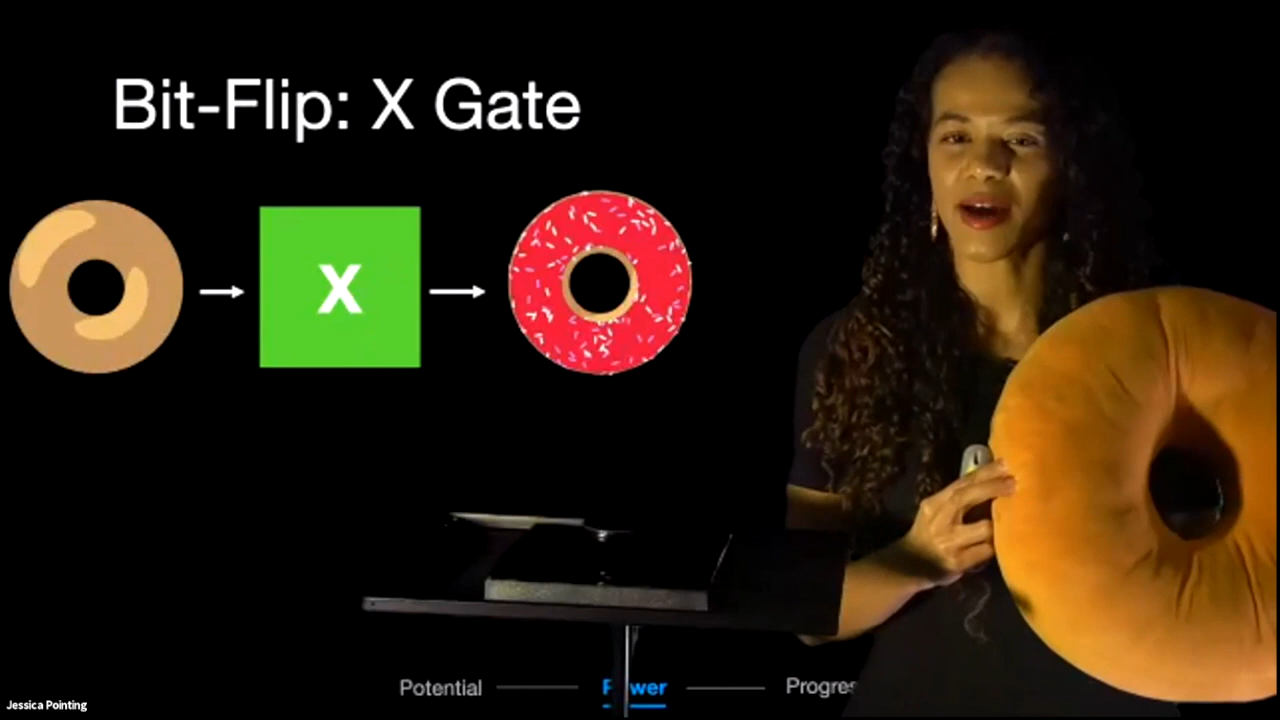 Bit-Flip: X Gate
X
Potential
Progres
Jessica Pointing